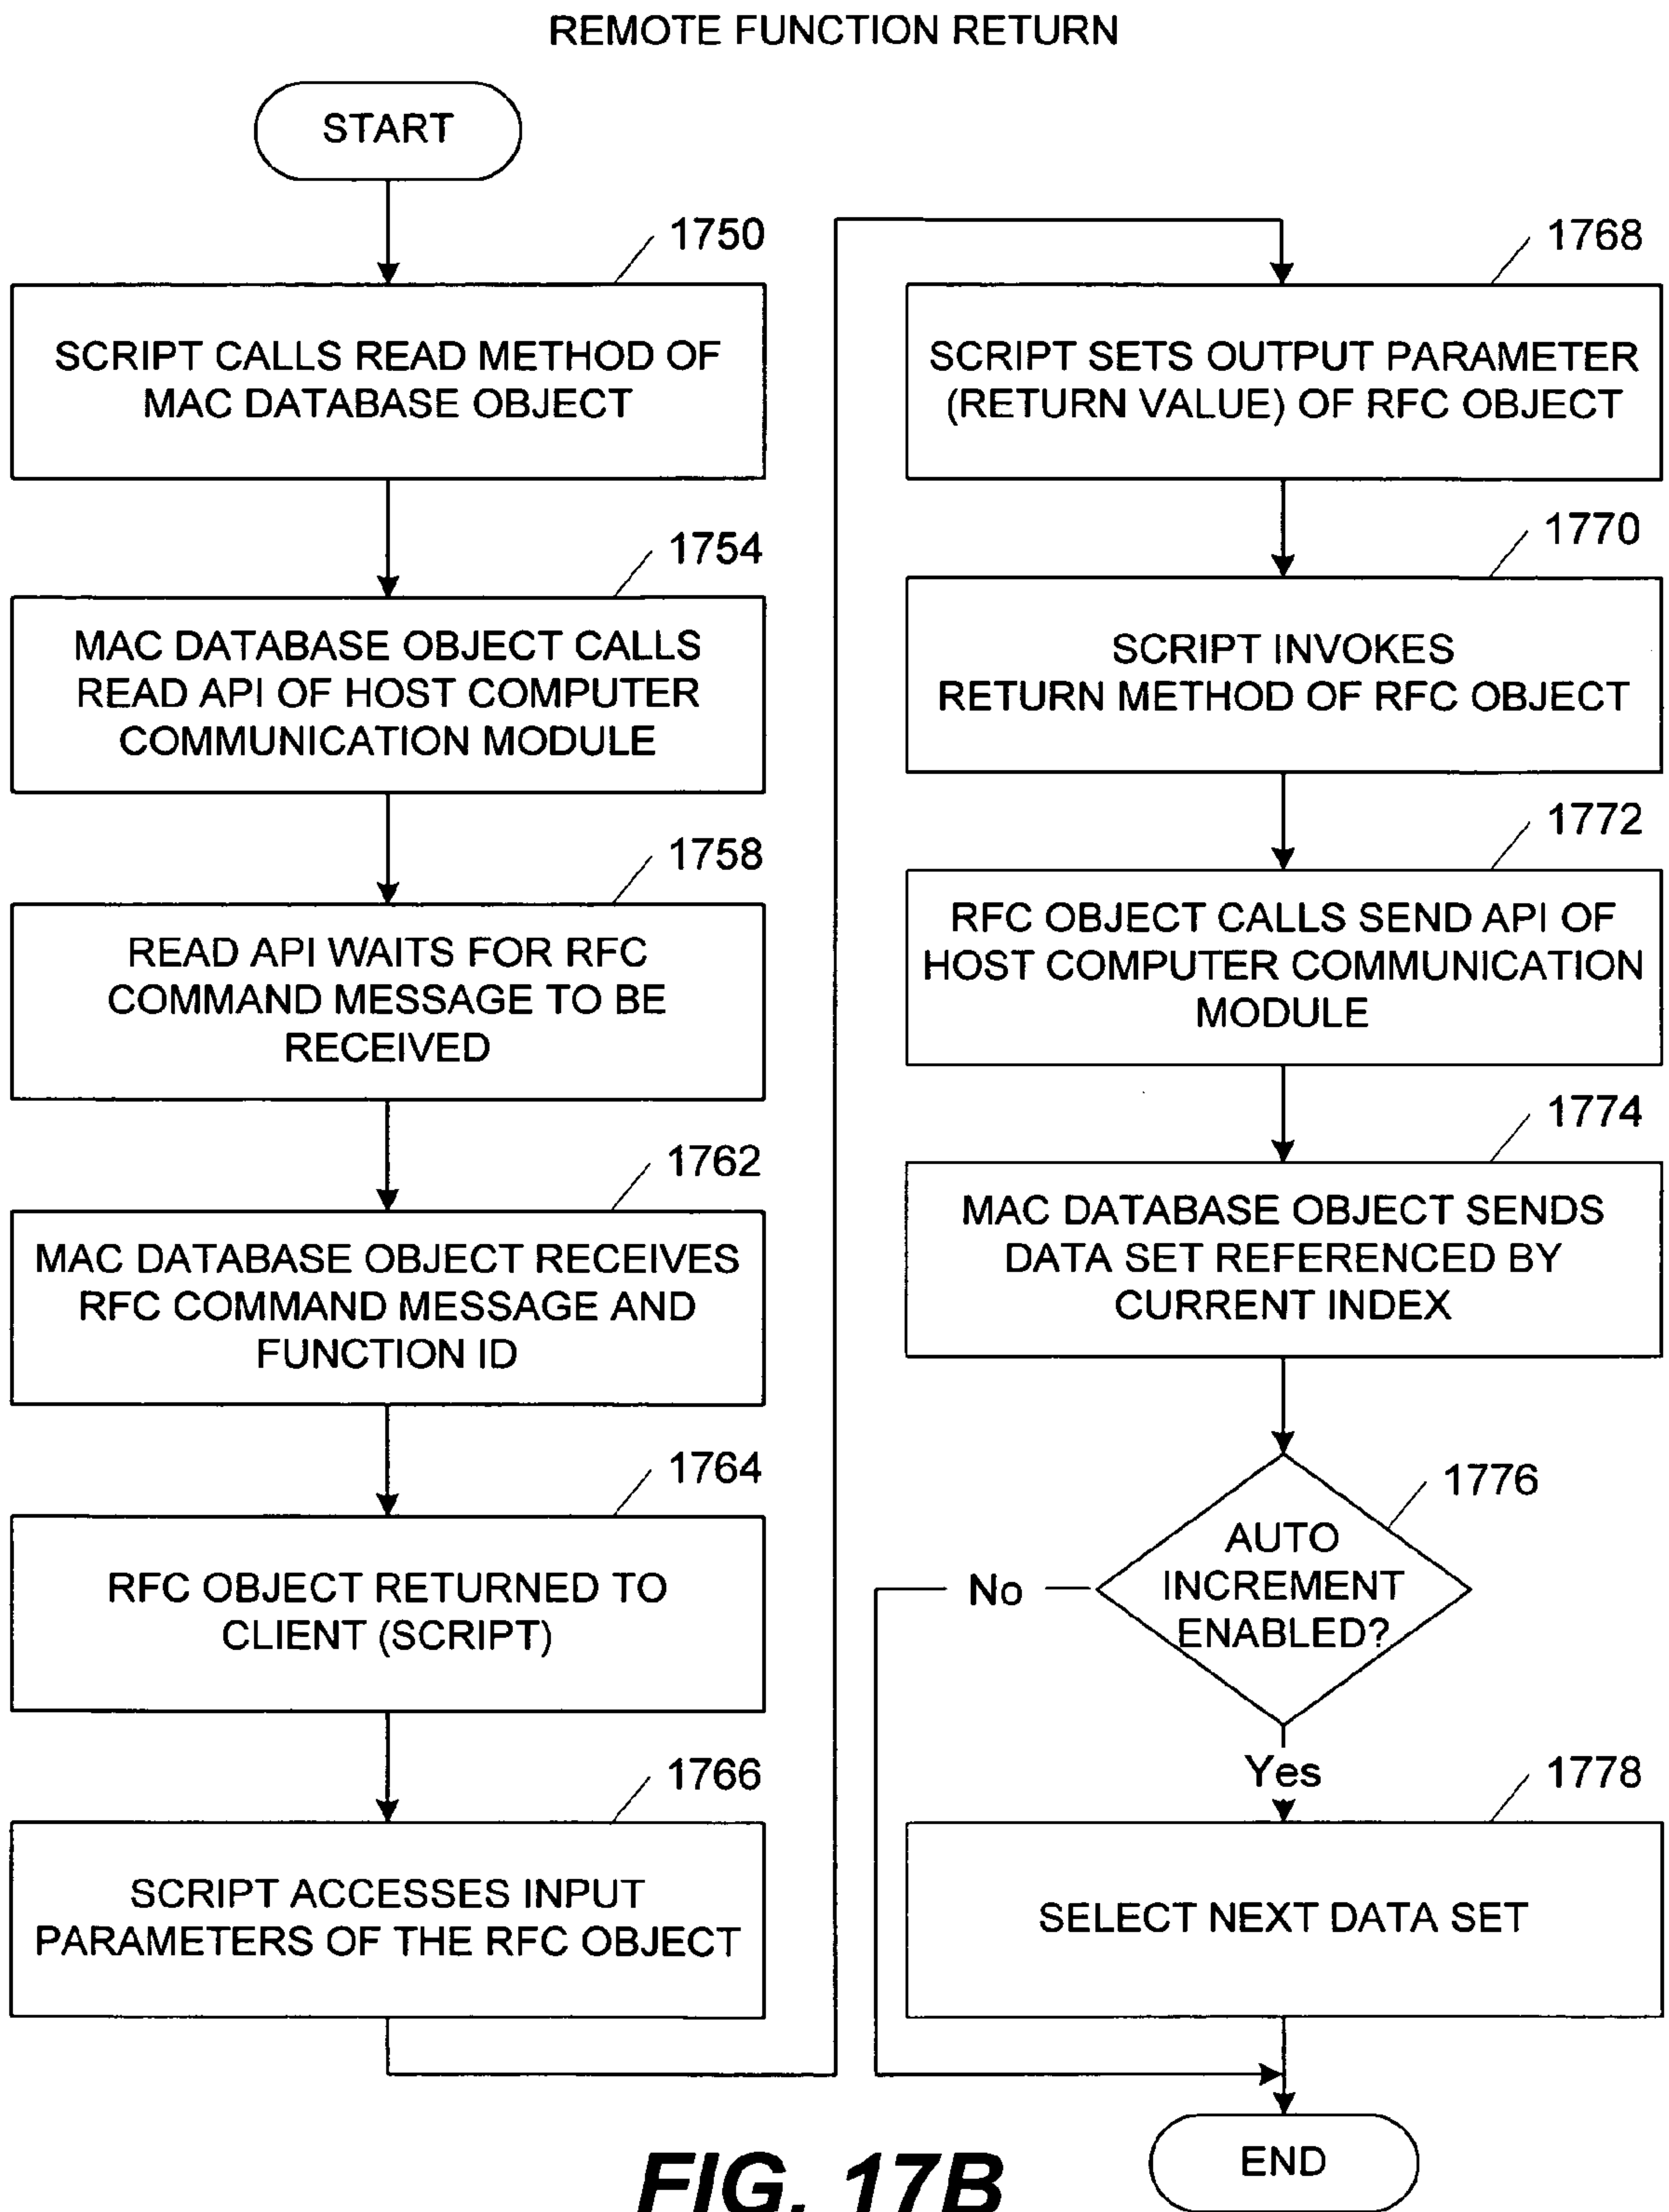 REMOTE FUNCTION RETURN
START
1750
SCRIPT CALLS READ METHOD OF
MAC DATABASE OBJECT
1754
MAC DATABASE OBJECT CALLS
READ API OF HOST COMPUTER
COMMUNICATION MODULE
1758
READ API WAITS FOR RFC
COMMAND MESSAGE TO BE
RECEIVED
1762
MAC DATABASE OBJECT RECEIVES
RFC COMMAND MESSAGE AND
FUNCTION ID
1764
RFC OBJECT RETURNED TO
CLIENT (SCRIPT)
1766
SCRIPT ACCESSES INPUT
PARAMETERS OF THE RFC OBJECT
1768
SCRIPT SETS OUTPUT PARAMETER
(RETURN VALUE) OF RFC OBJECT
1770
SCRIPT INVOKES
RETURN METHOD OF RFC OBJECT
1772
RFC OBJECT CALLS SEND API OF
HOST COMPUTER COMMUNICATION
MODULE
1774
MAC DATABASE OBJECT SENDS
DATA SET REFERENCED BY
CURRENT INDEX
1776
AUTO
INCREMENT
ENABLED?
No
Yes
1778
SELECT NEXT DATA SET
END
FIG. 17B